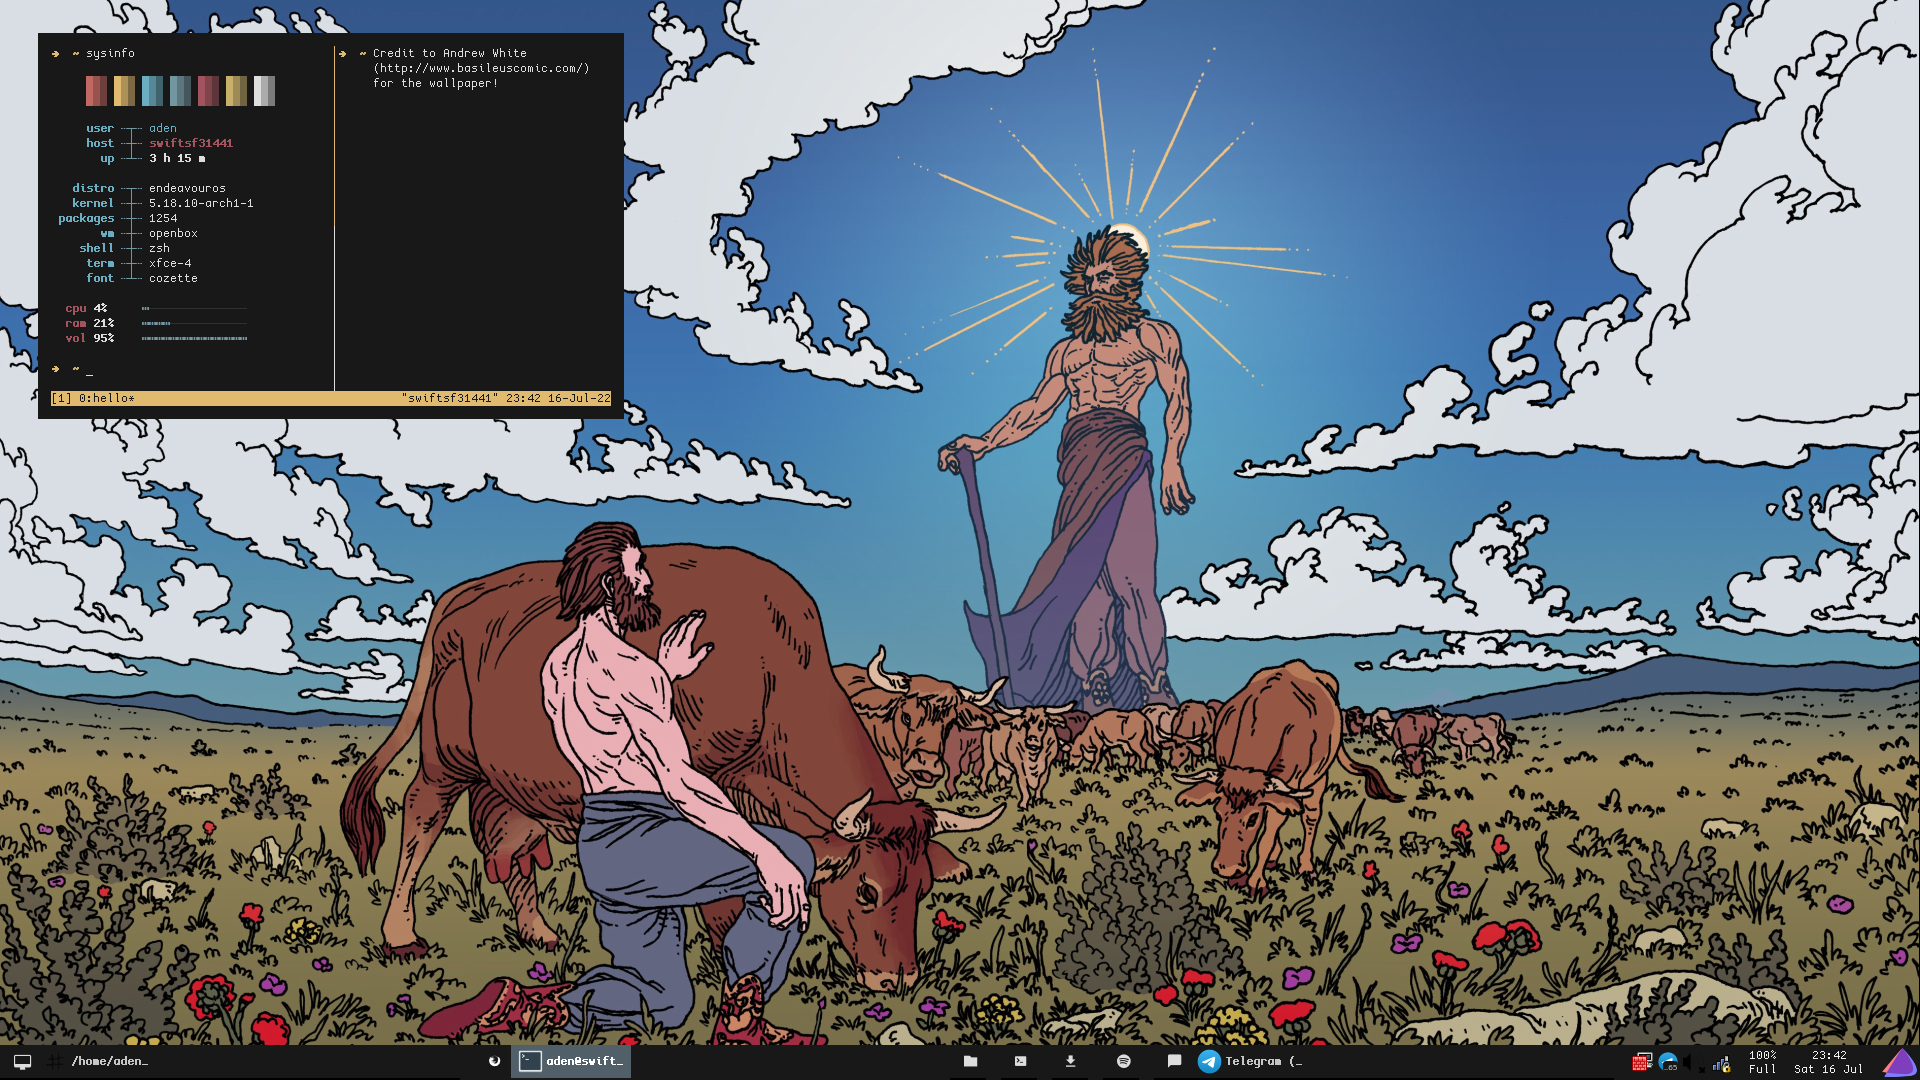 ➜ ~ sysinfo
user aden
host swiftsf31441
up 3 h 15 m
distro endeavouros
kernel 5.18.10-arch1-1
packages 1254
wm openbox
shell zsh
term xfce-4
font cozette
cpu 4%
ram 21%
vol 95%
➜ ~ _
➜ ~ Credit to Andrew White
(http://www.basileuscomic.com/)
for the wallpaper!
[1] 0:hello* "swiftsf31441" 23:42 16-Jul-22
/home/aden_
aden@swift_
Telegram (_
100%
Full
23:42
Sat 16 Jul